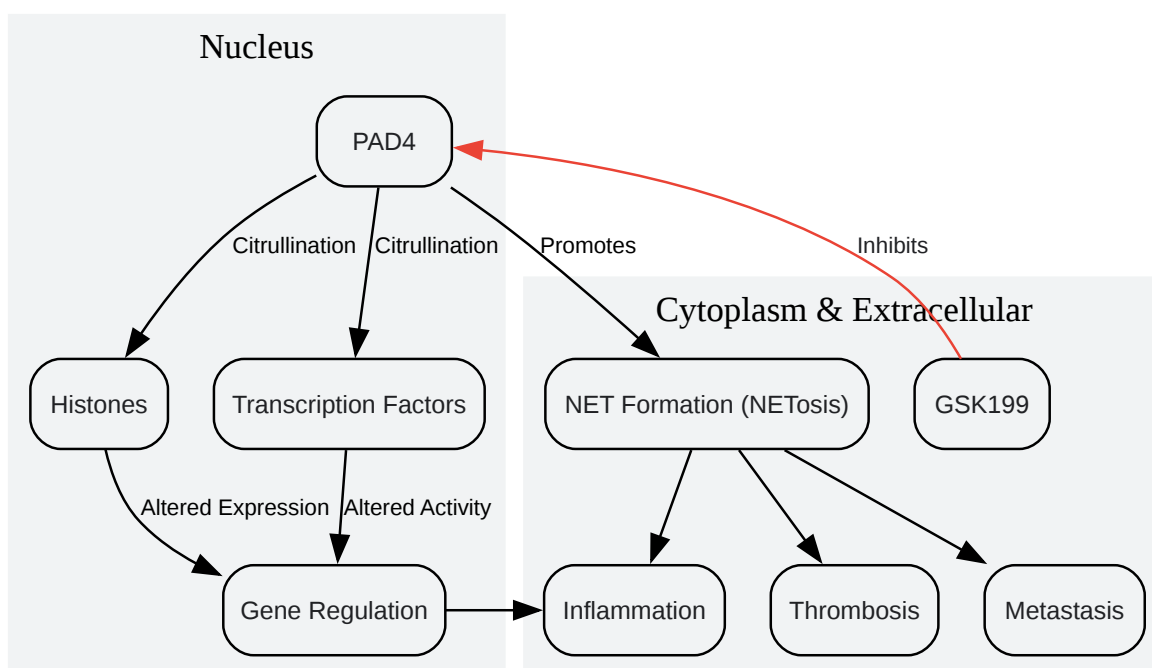 Nucleus
PAD4
Citrullination
Citrullination
Promotes
Inhibits
Cytoplasm & Extracellular
Histones
Transcription Factors
NET Formation (NETosis)
GSK199
Altered Expression
Altered Activity
Gene Regulation
Inflammation
Thrombosis
Metastasis